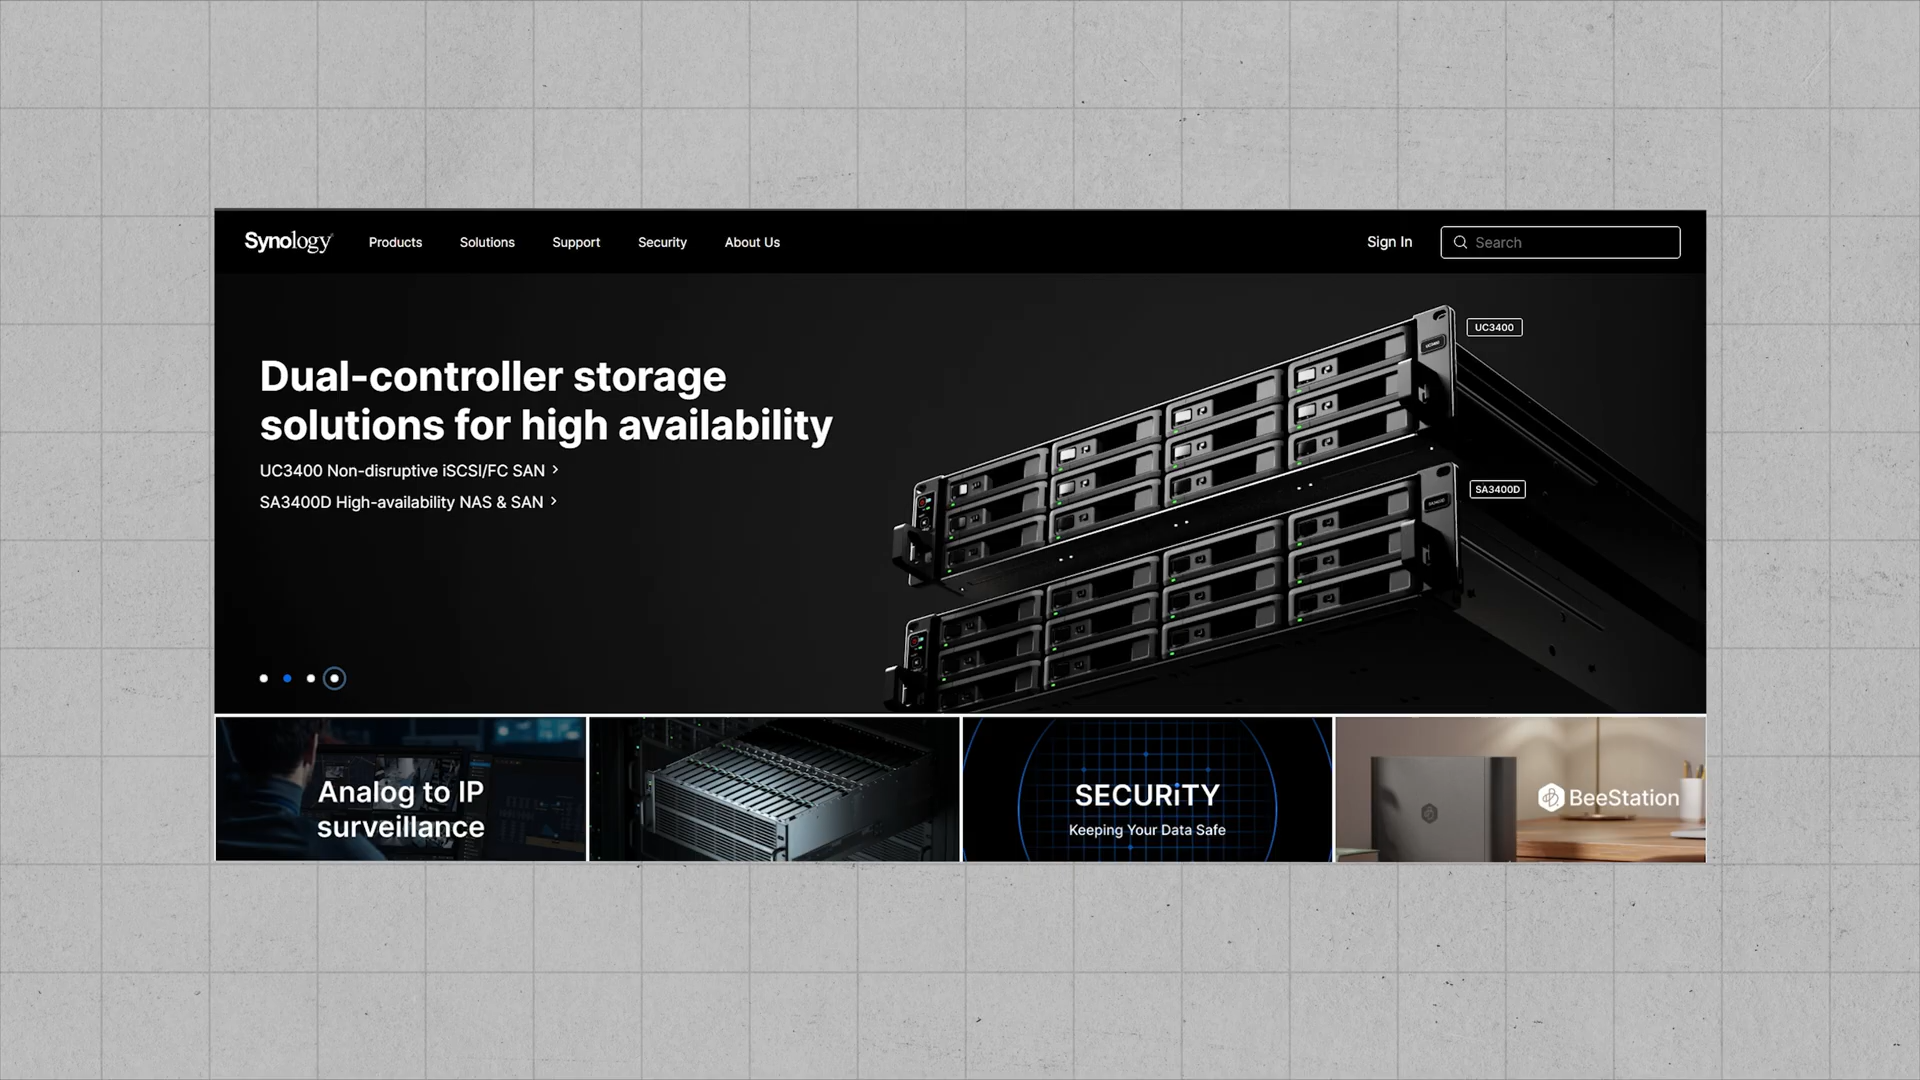 Synology
Products
Solutions
Support
Security
About Us
Sign In
Search
UC3400
Dual-controller storage
solutions for high availability
UC3400 Non-disruptive iSCSI/FC SAN
SA3400D High-availability NAS & SAN
SA3400D
Analog to IP
surveillance
SECURiTY
Keeping Your Data Safe
BeeStation